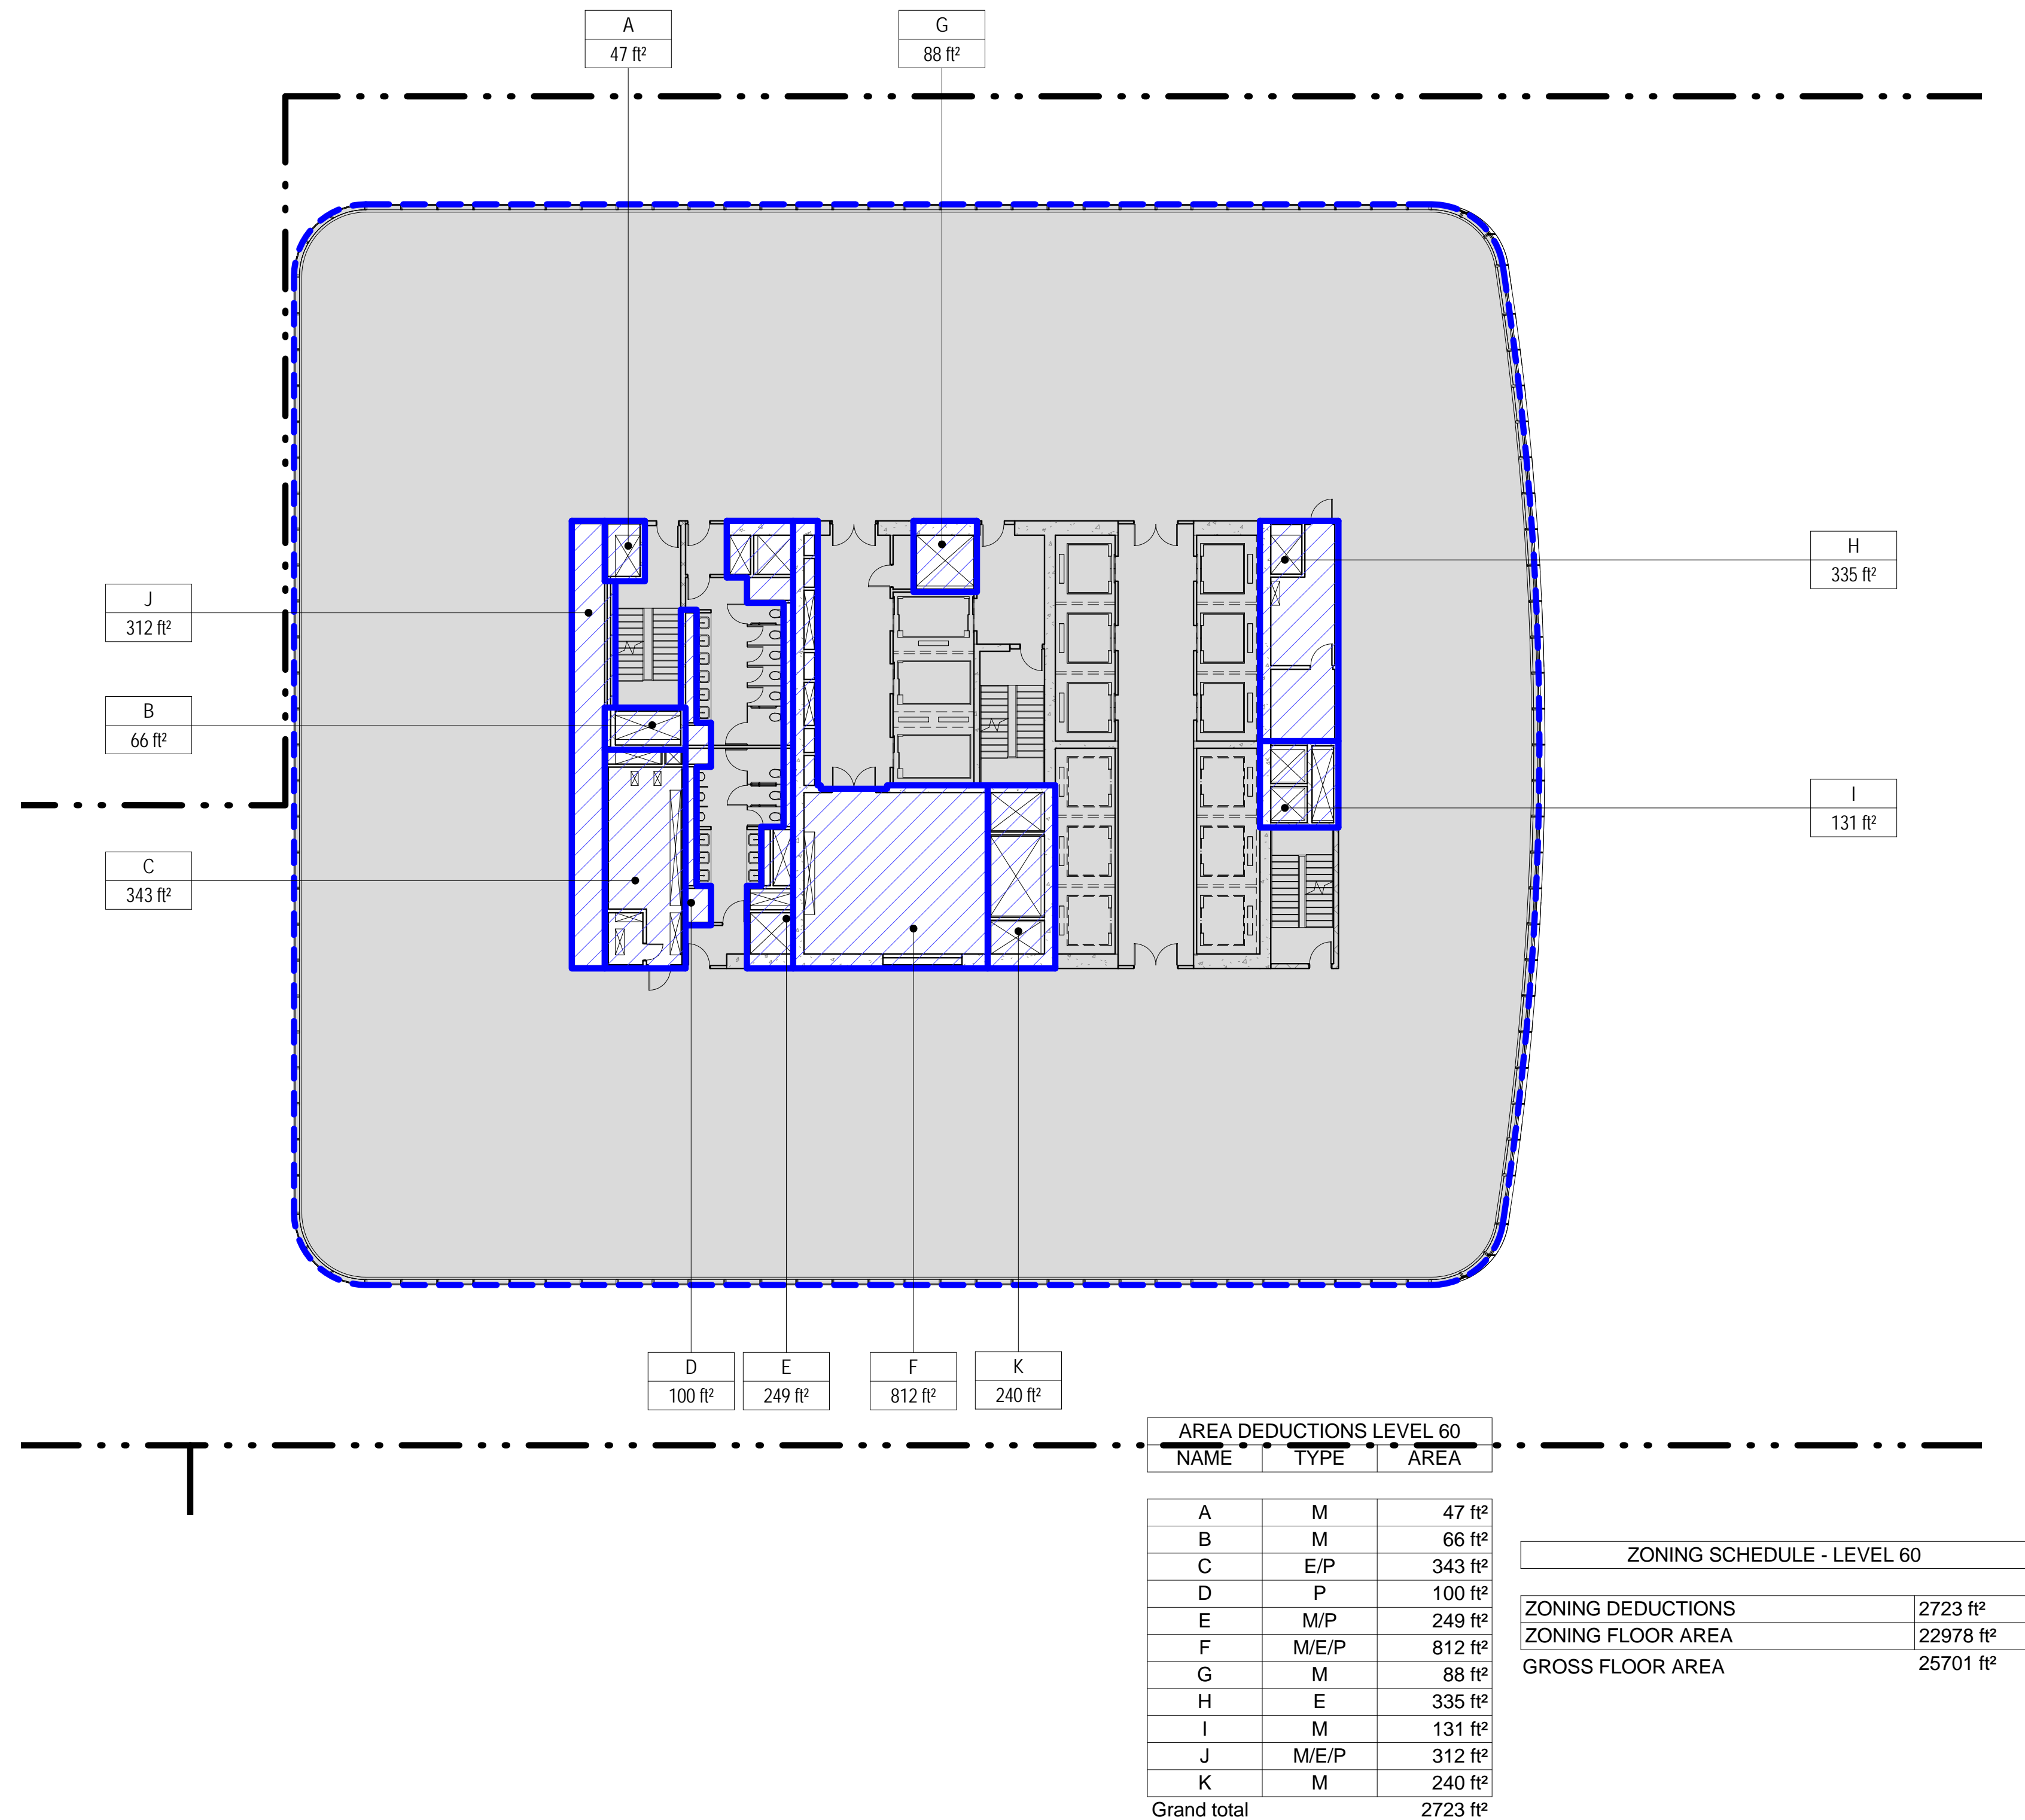 A
47 ft²
G
88 ft²
H
335 ft²
J
312 ft²
B
66 ft²
I
131 ft²
C
343 ft²
D
100 ft²
E
249 ft²
F
812 ft²
K
240 ft²
AREA DEDUCTIONS LEVEL 60
NAME TYPE AREA
A M 47 ft²
B M 66 ft²
C E/P 343 ft²
D P 100 ft²
E M/P 249 ft²
F M/E/P 812 ft²
G M 88 ft²
H E 335 ft²
I M 131 ft²
J M/E/P 312 ft²
K M 240 ft²
Grand total 2723 ft²
ZONING SCHEDULE - LEVEL 60
ZONING DEDUCTIONS 2723 ft²
ZONING FLOOR AREA 22978 ft²
GROSS FLOOR AREA 25701 ft²